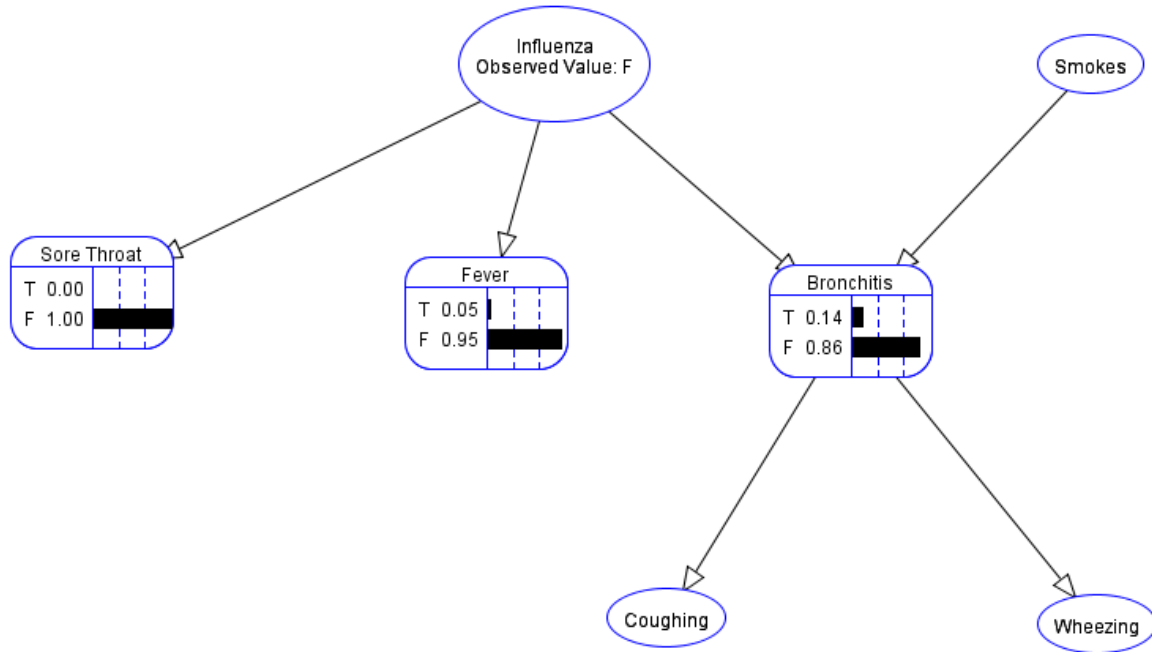 Influenza
Observed Value: F
Smokes
Sore Throat
T 0.00
F 1.00
Fever
T 0.05
F 0.95
Bronchitis
T 0.14
F 0.86
Coughing
Wheezing